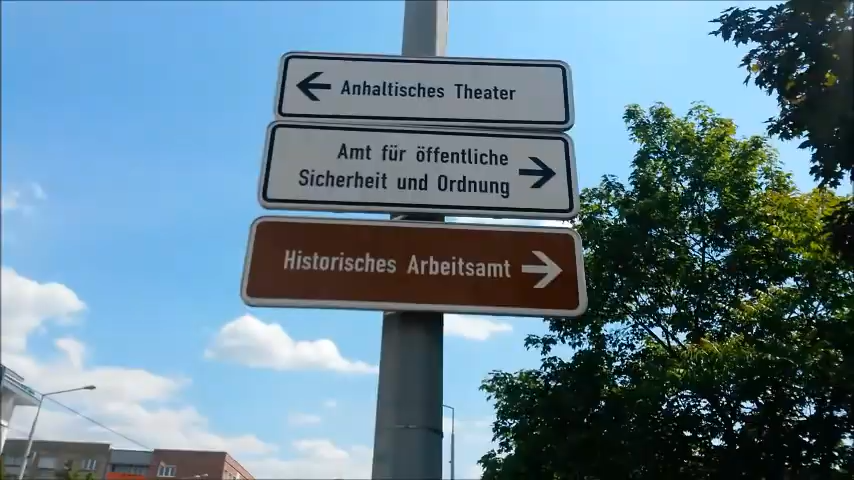 Anhaltisches Theater
Amt für öffentliche
Sicherheit und Ordnung
Historisches Arbeitsamt